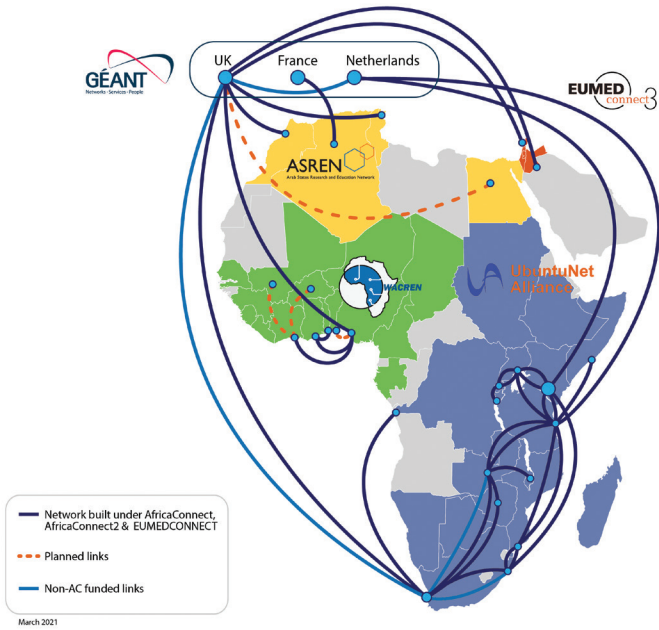 UK
France
Netherlands
GÉANT
Networks · Services · People
EUMED
connect 3
ASREN
Arab States Research and Education Network
WACREN
UbuntuNet
Alliance
Network built under AfricaConnect,
AfricaConnect2 & EUMEDCONNECT
Planned links
Non-AC funded links
March 2021